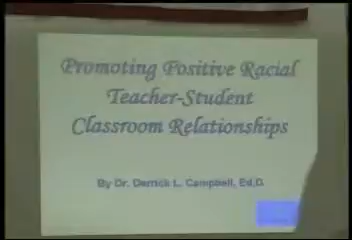 Promoting Positive Racial
Teacher-Student
Classroom Relationships
By Dr. Derrick L. Campbell, Ed.D.